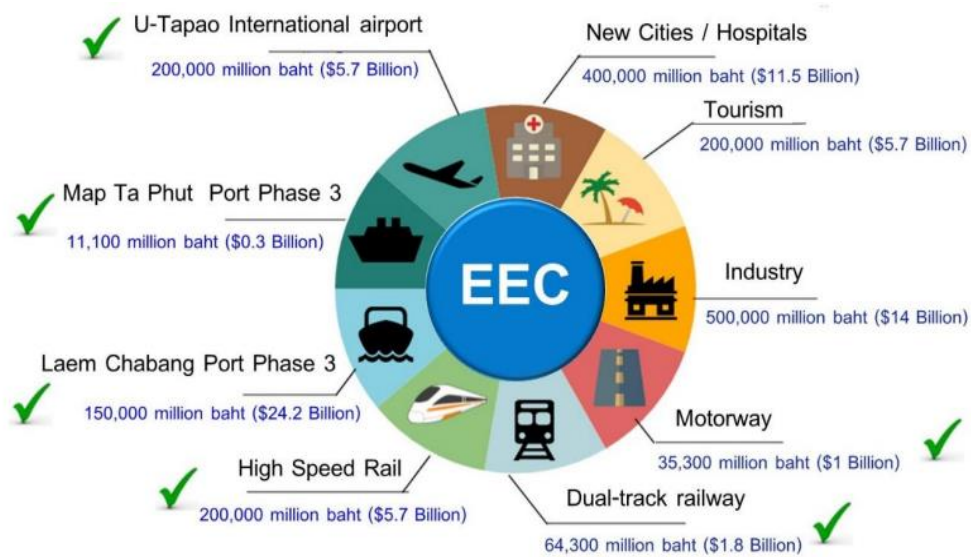 U-Tapao International airport
200,000 million baht ($5.7 Billion)
New Cities / Hospitals
400,000 million baht ($11.5 Billion)
Tourism
200,000 million baht ($5.7 Billion)
Map Ta Phut Port Phase 3
11,100 million baht ($0.3 Billion)
EEC
Industry
500,000 million baht ($14 Billion)
Laem Chabang Port Phase 3
150,000 million baht ($24.2 Billion)
Motorway
35,300 million baht ($1 Billion)
High Speed Rail
200,000 million baht ($5.7 Billion)
Dual-track railway
64,300 million baht ($1.8 Billion)